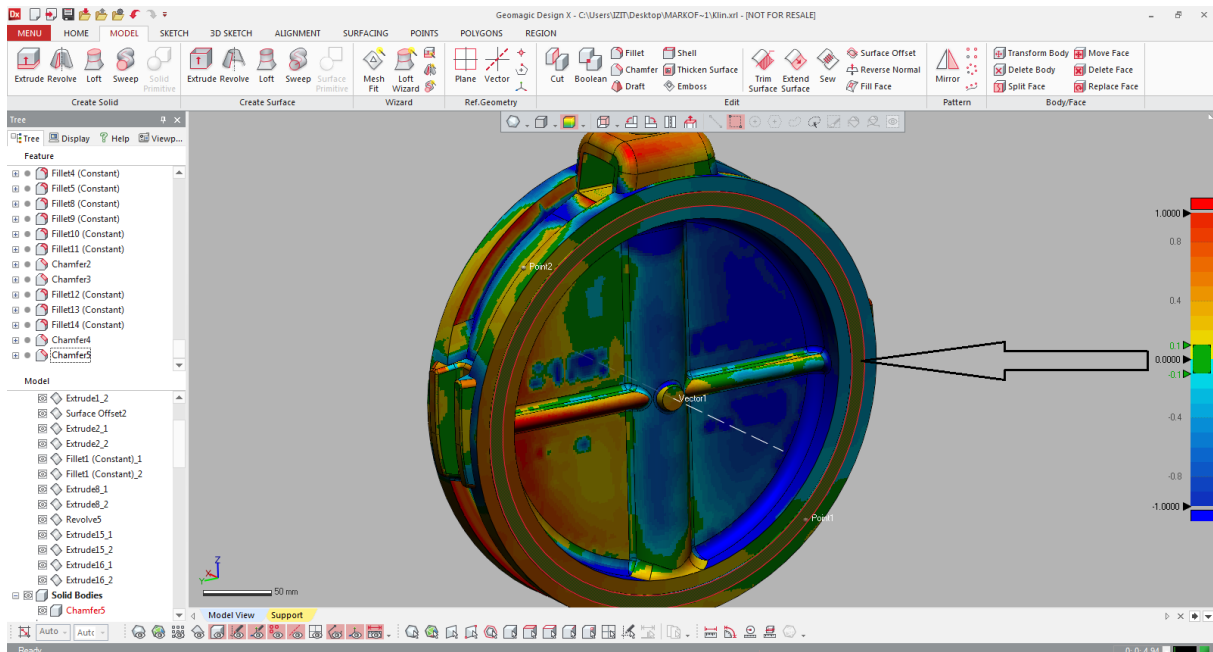 Geomagic Design X - C:\Users\IZIT\Desktop\MARKOF~1\Klin.xrl - [NOT FOR RESALE]
MENU HOME MODEL SKETCH 3D SKETCH ALIGNMENT SURFACING POINTS POLYGONS REGION
Extrude Revolve Loft Sweep Solid Primitive
Create Solid
Extrude Revolve Loft Sweep Surface Primitive
Create Surface
Mesh Fit Loft Wizard
Wizard
Plane Vector
Ref.Geometry
Cut Boolean
Fillet Shell
Chamfer Thicken Surface
Draft Emboss
Trim Surface Extend Surface Sew
Surface Offset
Reverse Normal
Fill Face
Edit
Mirror
Pattern
Transform Body Move Face
Delete Body Delete Face
Split Face Replace Face
Body/Face
Tree
Tree Display Help Viewp...
Feature
Fillet4 (Constant)
Fillet5 (Constant)
Fillet8 (Constant)
Fillet9 (Constant)
Fillet10 (Constant)
Fillet11 (Constant)
Chamfer2
Chamfer3
Fillet12 (Constant)
Fillet13 (Constant)
Fillet14 (Constant)
Chamfer4
Chamfer5
Model
Extrude1_2
Surface Offset2
Extrude2_1
Extrude2_2
Fillet1 (Constant)_1
Fillet1 (Constant)_2
Extrude8_1
Extrude8_2
Revolve5
Extrude15_1
Extrude15_2
Extrude16_1
Extrude16_2
Solid Bodies
Chamfer5
Point2
Vector1
Point1
1.0000
0.8
0.4
0.1
0.0000
-0.1
-0.4
-0.8
-1.0000
Z
X
Y
50 mm
Model View Support
Auto Autc
Ready
0: 0: 4.94